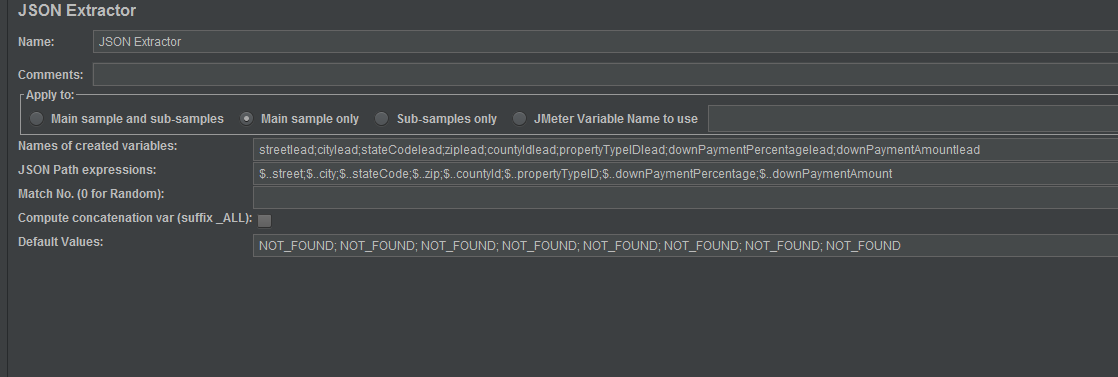 JSON Extractor
Name: JSON Extractor
Comments:
Apply to:
Main sample and sub-samples Main sample only Sub-samples only JMeter Variable Name to use
Names of created variables: streetlead;citylead;stateCodelead;ziplead;countyIdlead;propertyTypeIDlead;downPaymentPercentagelead;downPaymentAmountlead
JSON Path expressions: $..street;$..city;$..stateCode;$..zip;$..countyId;$..propertyTypeID;$..downPaymentPercentage;$..downPaymentAmount
Match No. (0 for Random):
Compute concatenation var (suffix _ALL):
Default Values: NOT_FOUND; NOT_FOUND; NOT_FOUND; NOT_FOUND; NOT_FOUND; NOT_FOUND; NOT_FOUND; NOT_FOUND